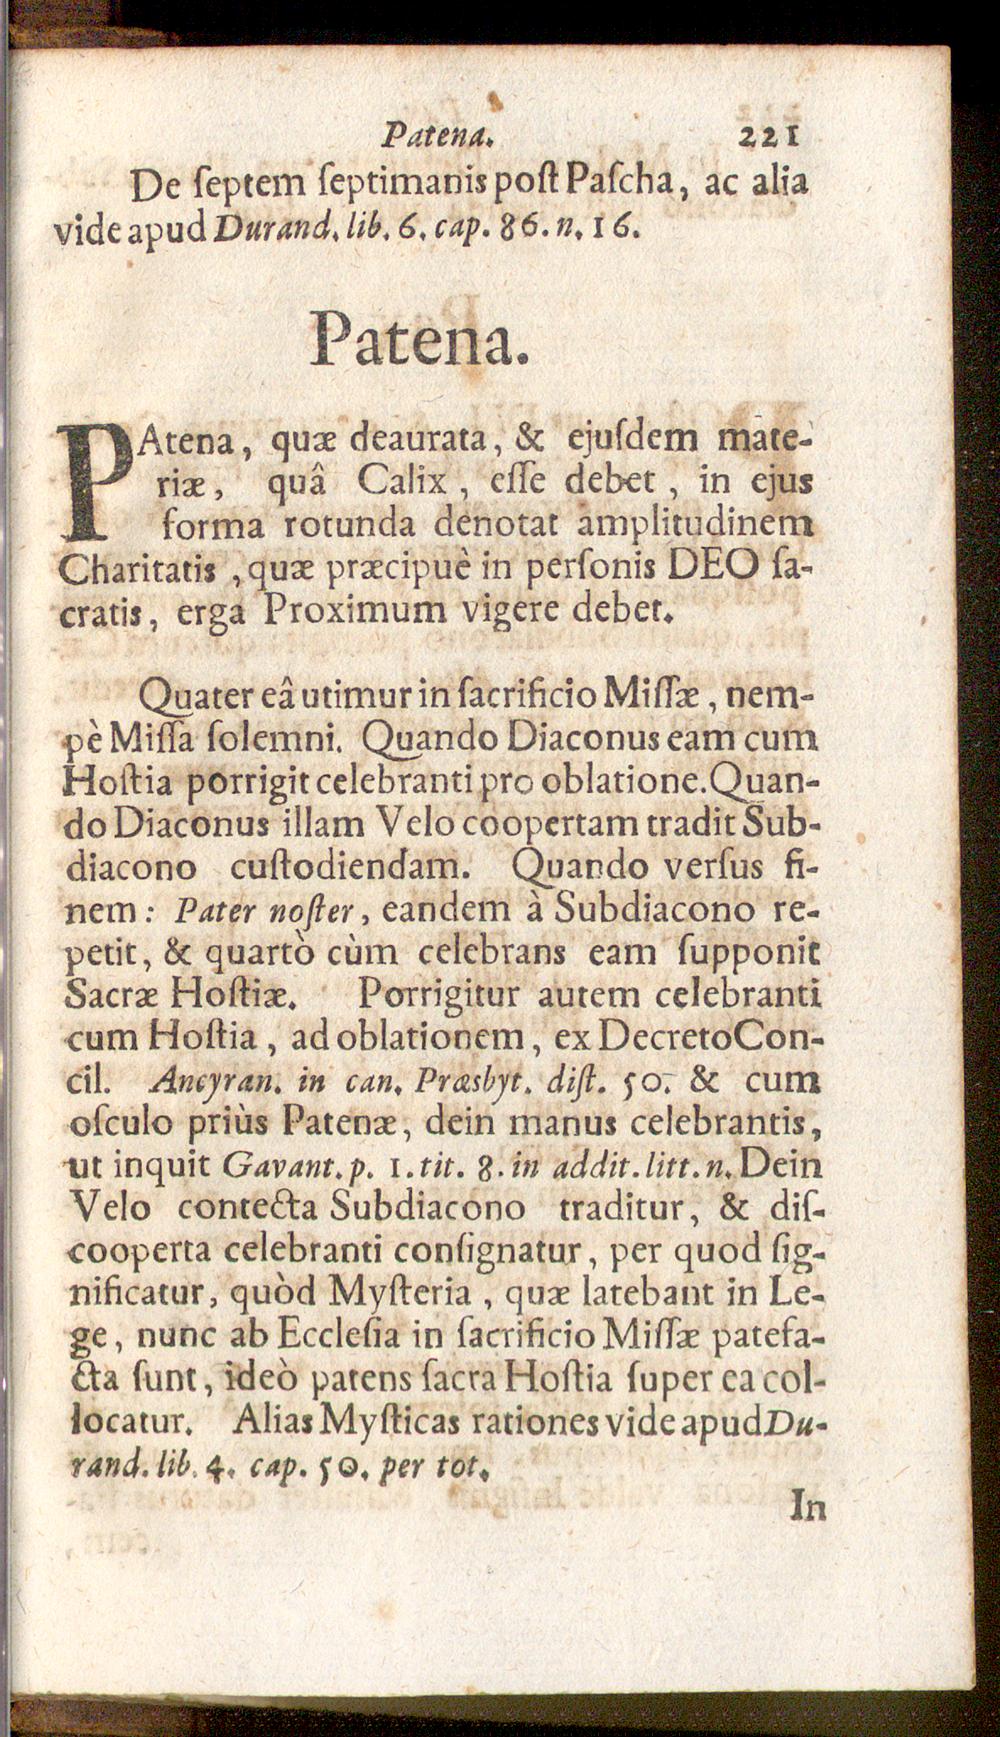 Patena. 221
De ſeptem ſeptimanis poſt Paſcha, ac alia
vide apud Durand. lib. 6. cap. 86. n. 16.
Patena.
PAtena, quæ deaurata, & ejuſdem mate-
riæ, quâ Calix, eſſe debet, in ejus
forma rotunda denotat amplitudinem
Charitatis, quæ præcipuè in perſonis DEO ſa-
cratis, erga Proximum vigere debet.
Quater eâ utimur in ſacrificio Miſſæ, nem-
pè Miſſa ſolemni. Quando Diaconus eam cum
Hoſtia porrigit celebranti pro oblatione. Quan-
do Diaconus illam Velo coopertam tradit Sub-
diacono cuſtodiendam. Quando verſus fi-
nem: Pater noſter, eandem à Subdiacono re-
petit, & quartò cùm celebrans eam ſupponit
Sacræ Hoſtiæ. Porrigitur autem celebranti
cum Hoſtia, ad oblationem, ex Decreto Con-
cil. Ancyran. in can. Præsbyt. diſt. 50. & cum
oſculo priùs Patenæ, dein manus celebrantis,
ut inquit Gavant. p. 1. tit. 8. in addit. litt. n. Dein
Velo contecta Subdiacono traditur, & diſ-
cooperta celebranti conſignatur, per quod ſig-
nificatur, quòd Myſteria, quæ latebant in Le-
ge, nunc ab Eccleſia in ſacrificio Miſſæ patefa-
cta ſunt, ideò patens ſacra Hoſtia ſuper ea col-
locatur. Alias Myſticas rationes vide apud Du-
rand. lib. 4. cap. 50. per tot.
In